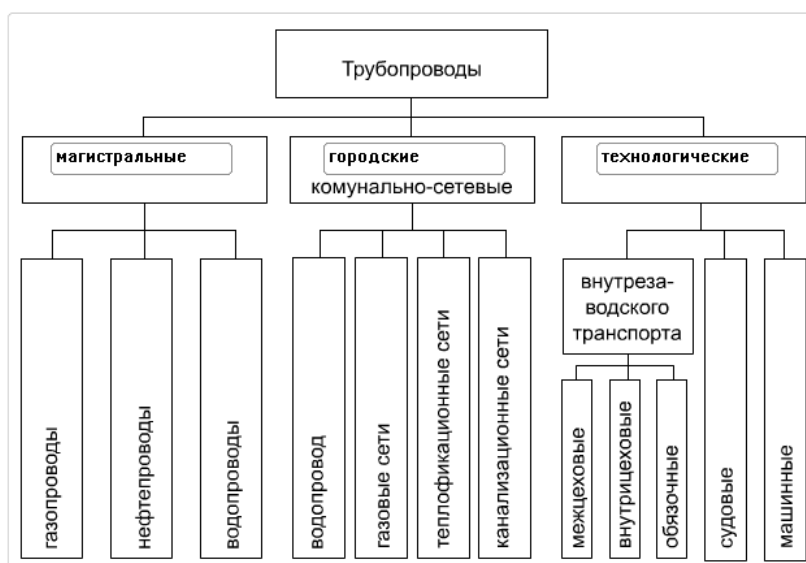 Трубопроводы
магистральные
городские
комунально-сетевые
технологические
газопроводы
нефтепроводы
водопроводы
водопровод
газовые сети
теплофикационные сети
канализационные сети
внутреза-
водского
транспорта
межцеховые
внутрицеховые
обязочные
судовые
машинные